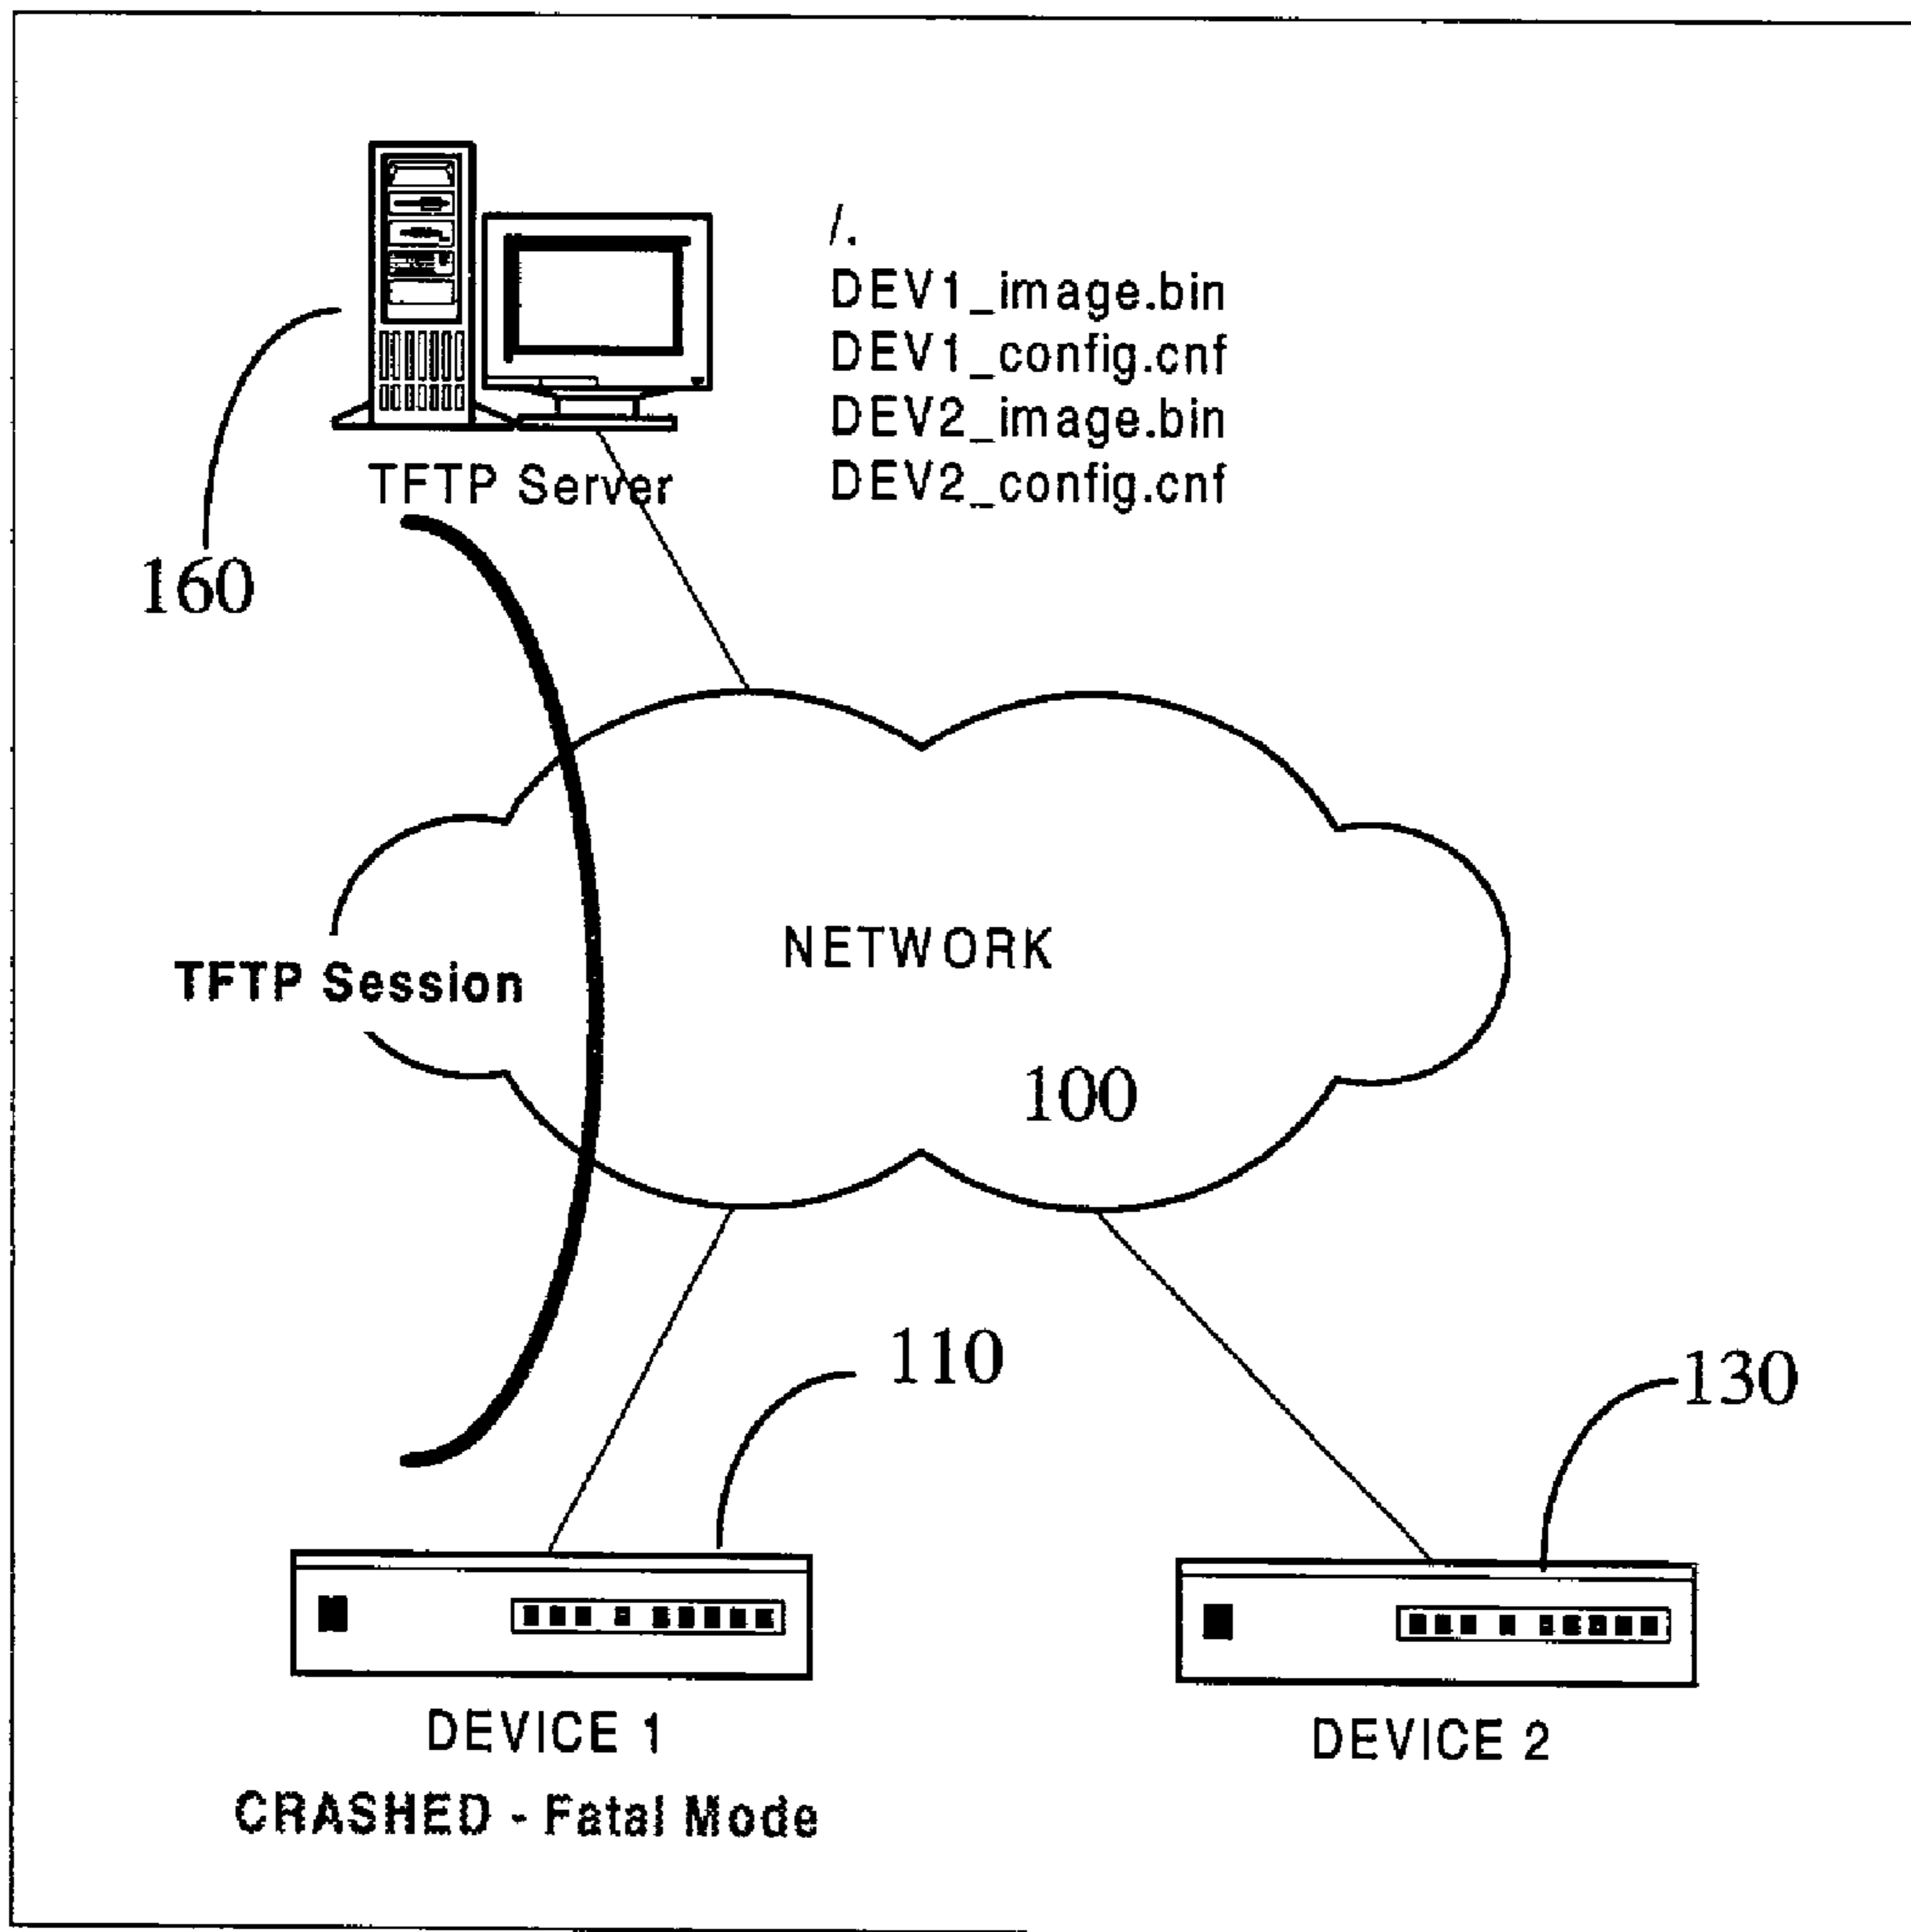 /.
DEV1_image.bin
DEV1_config.cnf
DEV2_image.bin
DEV2_config.cnf
TFTP Server
160
NETWORK
TFTP Session
100
110
130
DEVICE 1
DEVICE 2
CRASHED - Fatal Mode